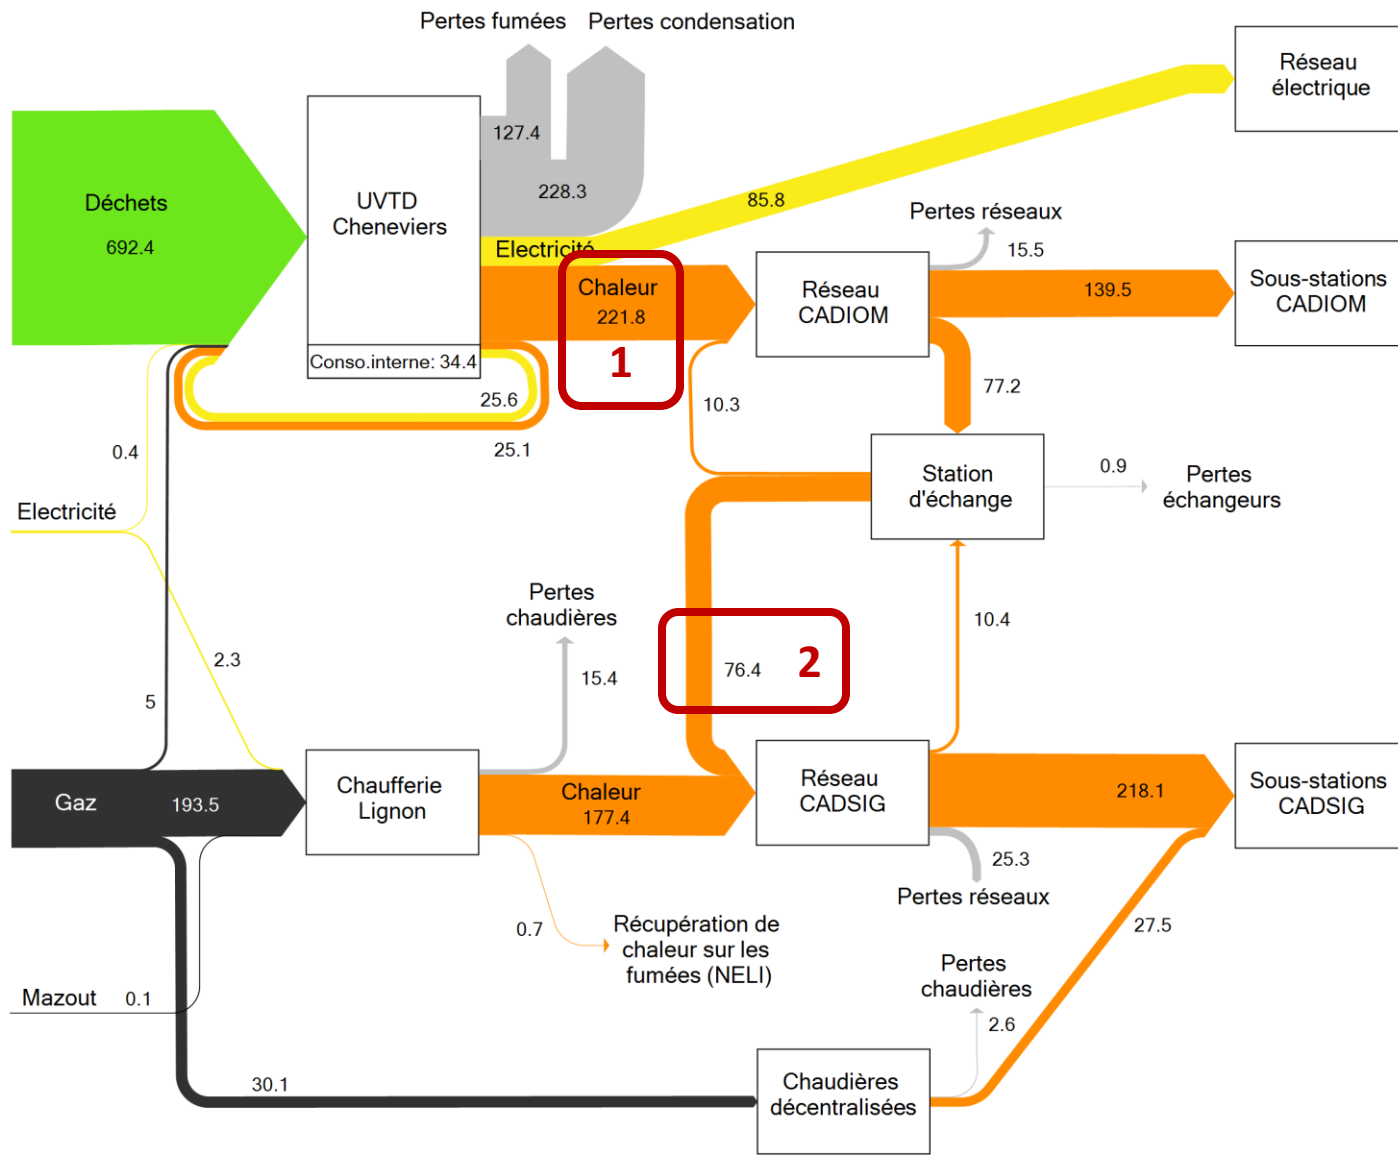 Pertes fumées
Pertes condensation
Réseau
électrique
127.4
Déchets
692.4
UVTD
Cheneviers
228.3
85.8
Pertes réseaux
15.5
Electricité
Chaleur
221.8
1
Réseau
CADIOM
139.5
Sous-stations
CADIOM
Conso.interne: 34.4
25.6
25.1
10.3
77.2
0.4
Station
d'échange
0.9
Pertes
échangeurs
Electricité
Pertes
chaudières
10.4
2.3
15.4
76.4
2
5
Gaz
193.5
Chaufferie
Lignon
Chaleur
177.4
Réseau
CADSIG
218.1
Sous-stations
CADSIG
25.3
Pertes réseaux
0.7
Récupération de
chaleur sur les
fumées (NELI)
27.5
Mazout
0.1
Pertes
chaudières
2.6
30.1
Chaudières
décentralisées